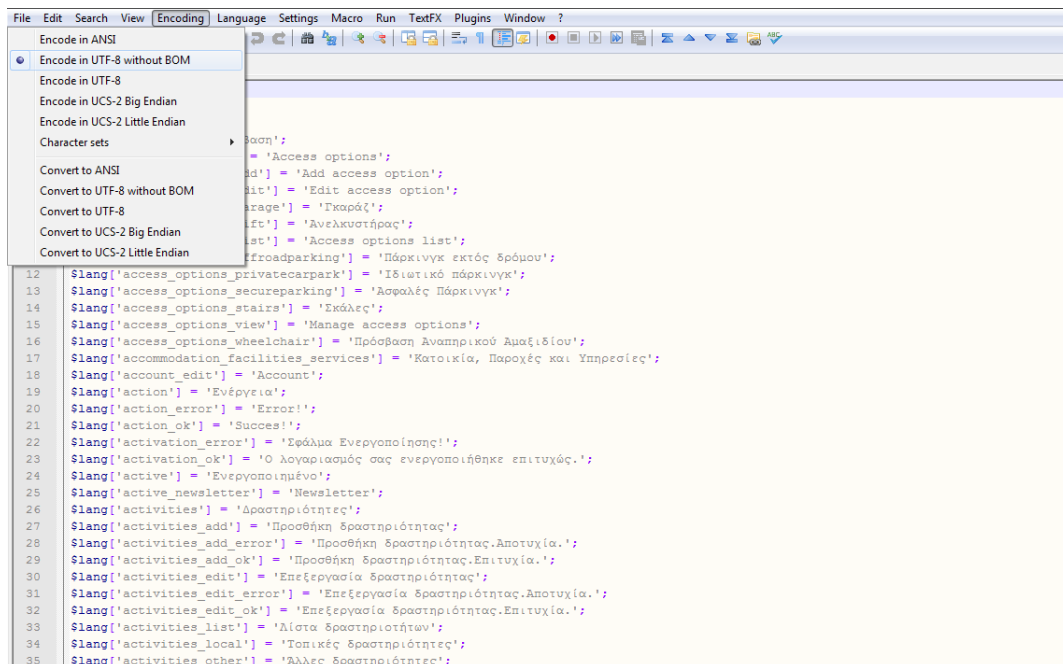 File Edit Search View Encoding Language Settings Macro Run TextFX Plugins Window ?
Encode in ANSI
Encode in UTF-8 without BOM
Encode in UTF-8
Encode in UCS-2 Big Endian
Encode in UCS-2 Little Endian
Character sets
Convert to ANSI
Convert to UTF-8 without BOM
Convert to UTF-8
Convert to UCS-2 Big Endian
Convert to UCS-2 Little Endian
βαση';
= 'Access options';
dd'] = 'Add access option';
dit'] = 'Edit access option';
arage'] = 'Γκαράζ';
ift'] = 'Ανελκυστήρας';
ist'] = 'Access options list';
ffroadparking'] = 'Πάρκινγκ εκτός δρόμου';
12 $lang['access_options_privatecarpark'] = 'Ιδιωτικό πάρκινγκ';
13 $lang['access_options_secureparking'] = 'Ασφαλές Πάρκινγκ';
14 $lang['access_options_stairs'] = 'Σκάλες';
15 $lang['access_options_view'] = 'Manage access options';
16 $lang['access_options_wheelchair'] = 'Πρόσβαση Αναπηρικού Αμαξιδίου';
17 $lang['accommodation_facilities_services'] = 'Κατοικία, Παροχές και Υπηρεσίες';
18 $lang['account_edit'] = 'Account';
19 $lang['action'] = 'Ενέργεια';
20 $lang['action_error'] = 'Error!';
21 $lang['action_ok'] = 'Succes!';
22 $lang['activation_error'] = 'Σφάλμα Ενεργοποίησης!';
23 $lang['activation_ok'] = 'Ο λογαριασμός σας ενεργοποιήθηκε επιτυχώς.';
24 $lang['active'] = 'Ενεργοποιημένο';
25 $lang['active_newsletter'] = 'Newsletter';
26 $lang['activities'] = 'Δραστηριότητες';
27 $lang['activities_add'] = 'Προσθήκη δραστηριότητας';
28 $lang['activities_add_error'] = 'Προσθήκη δραστηριότητας.Αποτυχία.';
29 $lang['activities_add_ok'] = 'Προσθήκη δραστηριότητας.Επιτυχία.';
30 $lang['activities_edit'] = 'Επεξεργασία δραστηριότητας';
31 $lang['activities_edit_error'] = 'Επεξεργασία δραστηριότητας.Αποτυχία.';
32 $lang['activities_edit_ok'] = 'Επεξεργασία δραστηριότητας.Επιτυχία.';
33 $lang['activities_list'] = 'Λίστα δραστηριοτήτων';
34 $lang['activities_local'] = 'Τοπικές δραστηριότητες';
35 $lang['activities_other'] = 'Άλλες δραστηριότητες';